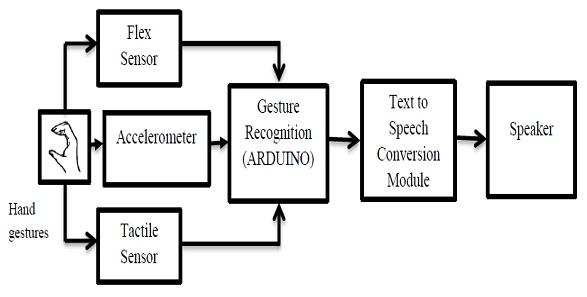 Flex
Sensor
Hand
gestures
Accelerometer
Tactile
Sensor
Gesture
Recognition
(ARDUINO)
Text to
Speech
Conversion
Module
Speaker